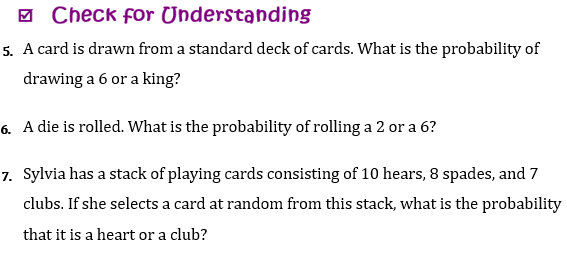 ☑ Check for Understanding
5. A card is drawn from a standard deck of cards. What is the probability of
drawing a 6 or a king?
6. A die is rolled. What is the probability of rolling a 2 or a 6?
7. Sylvia has a stack of playing cards consisting of 10 hears, 8 spades, and 7
clubs. If she selects a card at random from this stack, what is the probability
that it is a heart or a club?